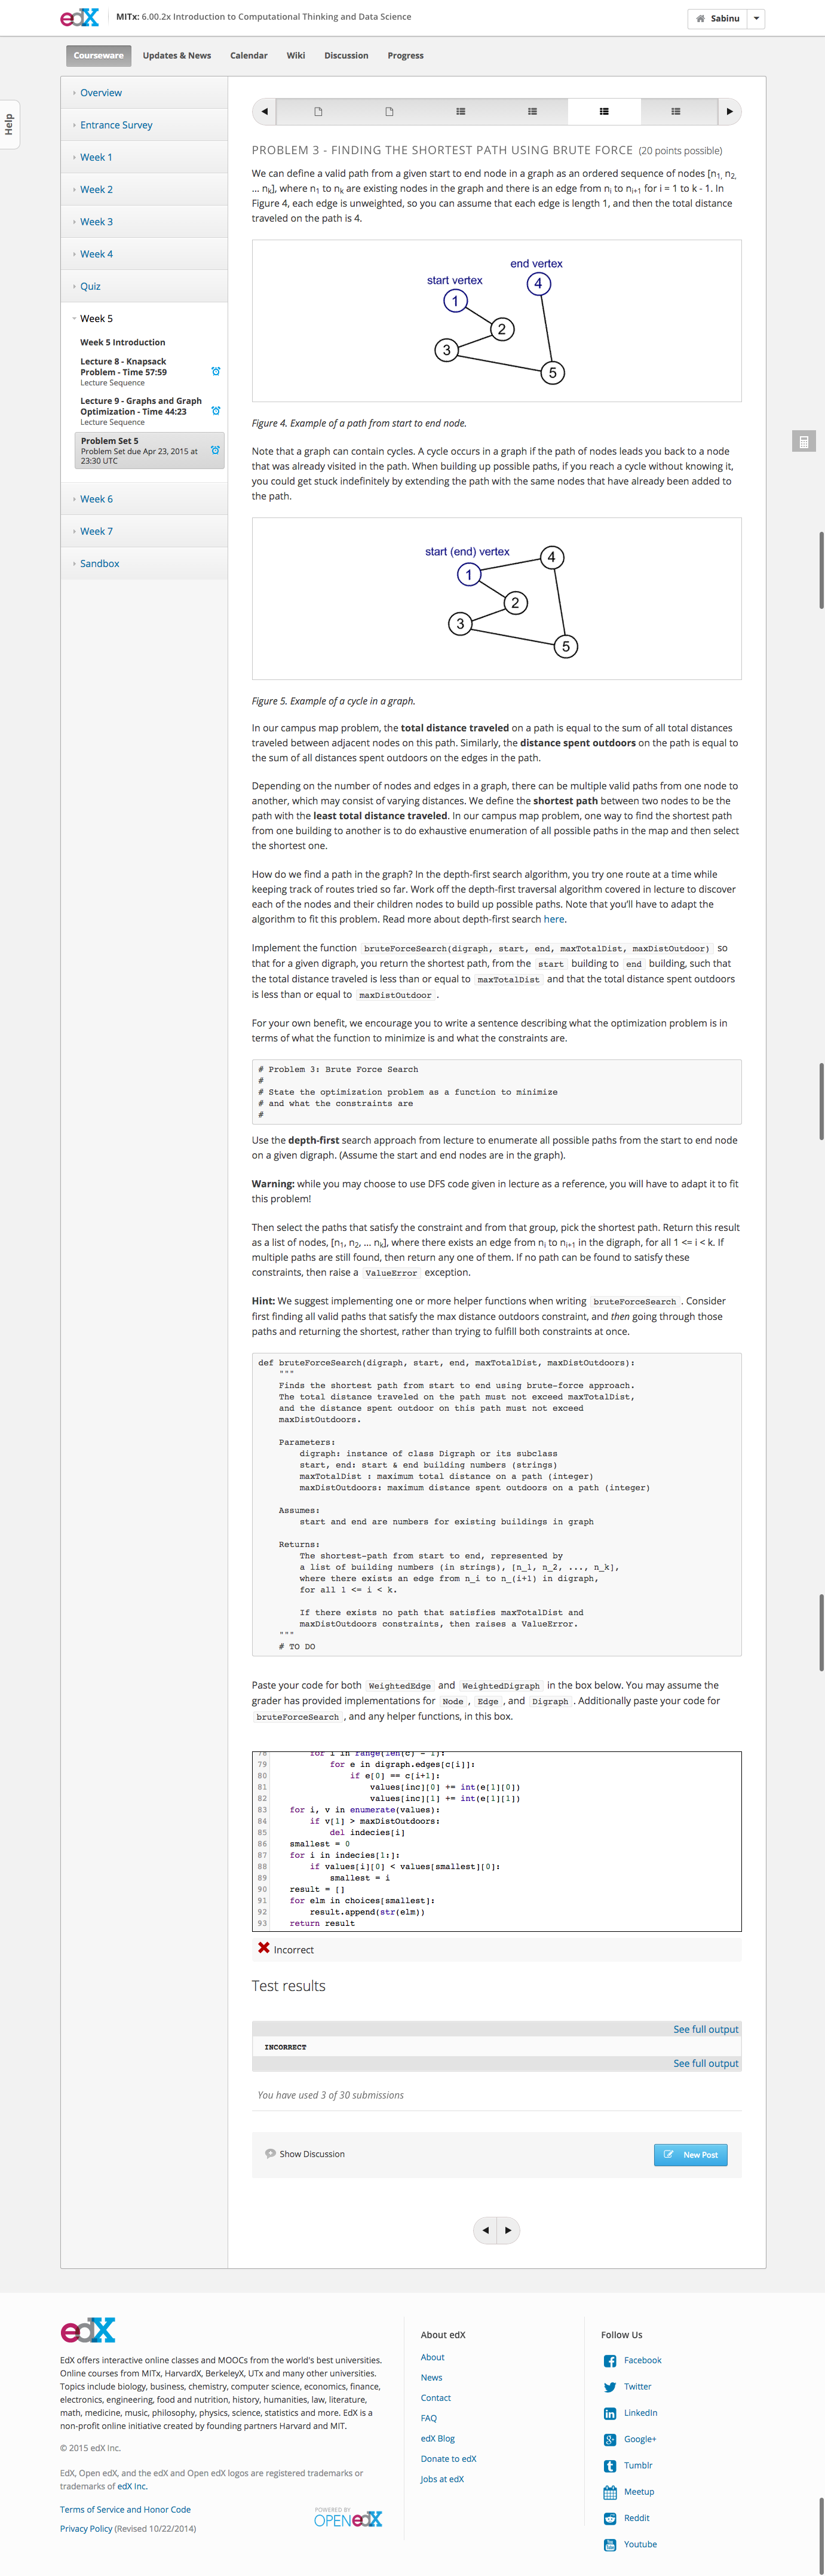 edX
MITx: 6.00.2x Introduction to Computational Thinking and Data Science
Sabinu
Courseware
Updates & News
Calendar
Wiki
Discussion
Progress
Help
Overview
Entrance Survey
Week 1
Week 2
Week 3
Week 4
Quiz
Week 5
Week 5 Introduction
Lecture 8 - Knapsack
Problem - Time 57:59
Lecture Sequence
Lecture 9 - Graphs and Graph
Optimization - Time 44:23
Lecture Sequence
Problem Set 5
Problem Set due Apr 23, 2015 at
23:30 UTC
Week 6
Week 7
Sandbox
PROBLEM 3 - FINDING THE SHORTEST PATH USING BRUTE FORCE (20 points possible)
We can define a valid path from a given start to end node in a graph as an ordered sequence of nodes [n1, n2,
... nk], where n1 to nk are existing nodes in the graph and there is an edge from ni to ni+1 for i = 1 to k - 1. In
Figure 4, each edge is unweighted, so you can assume that each edge is length 1, and then the total distance
traveled on the path is 4.
end vertex
start vertex
4
1
2
3
5
Figure 4. Example of a path from start to end node.
Note that a graph can contain cycles. A cycle occurs in a graph if the path of nodes leads you back to a node
that was already visited in the path. When building up possible paths, if you reach a cycle without knowing it,
you could get stuck indefinitely by extending the path with the same nodes that have already been added to
the path.
start (end) vertex
4
1
2
3
5
Figure 5. Example of a cycle in a graph.
In our campus map problem, the total distance traveled on a path is equal to the sum of all total distances
traveled between adjacent nodes on this path. Similarly, the distance spent outdoors on the path is equal to
the sum of all distances spent outdoors on the edges in the path.
Depending on the number of nodes and edges in a graph, there can be multiple valid paths from one node to
another, which may consist of varying distances. We define the shortest path between two nodes to be the
path with the least total distance traveled. In our campus map problem, one way to find the shortest path
from one building to another is to do exhaustive enumeration of all possible paths in the map and then select
the shortest one.
How do we find a path in the graph? In the depth-first search algorithm, you try one route at a time while
keeping track of routes tried so far. Work off the depth-first traversal algorithm covered in lecture to discover
each of the nodes and their children nodes to build up possible paths. Note that you'll have to adapt the
algorithm to fit this problem. Read more about depth-first search here.
Implement the function bruteForceSearch(digraph, start, end, maxTotalDist, maxDistOutdoor) so
that for a given digraph, you return the shortest path, from the start building to end building, such that
the total distance traveled is less than or equal to maxTotalDist and that the total distance spent outdoors
is less than or equal to maxDistOutdoor .
For your own benefit, we encourage you to write a sentence describing what the optimization problem is in
terms of what the function to minimize is and what the constraints are.
# Problem 3: Brute Force Search
#
# State the optimization problem as a function to minimize
# and what the constraints are
#
Use the depth-first search approach from lecture to enumerate all possible paths from the start to end node
on a given digraph. (Assume the start and end nodes are in the graph).
Warning: while you may choose to use DFS code given in lecture as a reference, you will have to adapt it to fit
this problem!
Then select the paths that satisfy the constraint and from that group, pick the shortest path. Return this result
as a list of nodes, [n1, n2, ... nk], where there exists an edge from ni to ni+1 in the digraph, for all 1 <= i < k. If
multiple paths are still found, then return any one of them. If no path can be found to satisfy these
constraints, then raise a ValueError exception.
Hint: We suggest implementing one or more helper functions when writing bruteForceSearch . Consider
first finding all valid paths that satisfy the max distance outdoors constraint, and then going through those
paths and returning the shortest, rather than trying to fulfill both constraints at once.
def bruteForceSearch(digraph, start, end, maxTotalDist, maxDistOutdoors):
"""
Finds the shortest path from start to end using brute-force approach.
The total distance traveled on the path must not exceed maxTotalDist,
and the distance spent outdoor on this path must not exceed
maxDistOutdoors.
Parameters:
digraph: instance of class Digraph or its subclass
start, end: start & end building numbers (strings)
maxTotalDist : maximum total distance on a path (integer)
maxDistOutdoors: maximum distance spent outdoors on a path (integer)
Assumes:
start and end are numbers for existing buildings in graph
Returns:
The shortest-path from start to end, represented by
a list of building numbers (in strings), [n_1, n_2, ..., n_k],
where there exists an edge from n_i to n_(i+1) in digraph,
for all 1 <= i < k.
If there exists no path that satisfies maxTotalDist and
maxDistOutdoors constraints, then raises a ValueError.
"""
# TO DO
Paste your code for both WeightedEdge and WeightedDigraph in the box below. You may assume the
grader has provided implementations for Node , Edge , and Digraph . Additionally paste your code for
bruteForceSearch , and any helper functions, in this box.
78 for i in range(len(c) - 1):
79 for e in digraph.edges[c[i]]:
80 if e[0] == c[i+1]:
81 values[inc][0] += int(e[1][0])
82 values[inc][1] += int(e[1][1])
83 for i, v in enumerate(values):
84 if v[1] > maxDistOutdoors:
85 del indecies[i]
86 smallest = 0
87 for i in indecies[1:]:
88 if values[i][0] < values[smallest][0]:
89 smallest = i
90 result = []
91 for elm in choices[smallest]:
92 result.append(str(elm))
93 return result
Incorrect
Test results
See full output
INCORRECT
See full output
You have used 3 of 30 submissions
Show Discussion
New Post
edX
EdX offers interactive online classes and MOOCs from the world's best universities.
Online courses from MITx, HarvardX, BerkeleyX, UTx and many other universities.
Topics include biology, business, chemistry, computer science, economics, finance,
electronics, engineering, food and nutrition, history, humanities, law, literature,
math, medicine, music, philosophy, physics, science, statistics and more. EdX is a
non-profit online initiative created by founding partners Harvard and MIT.
© 2015 edX Inc.
EdX, Open edX, and the edX and Open edX logos are registered trademarks or
trademarks of edX Inc.
Terms of Service and Honor Code
Privacy Policy (Revised 10/22/2014)
POWERED BY
OPEN edX
About edX
About
News
Contact
FAQ
edX Blog
Donate to edX
Jobs at edX
Follow Us
Facebook
Twitter
LinkedIn
Google+
Tumblr
Meetup
Reddit
Youtube